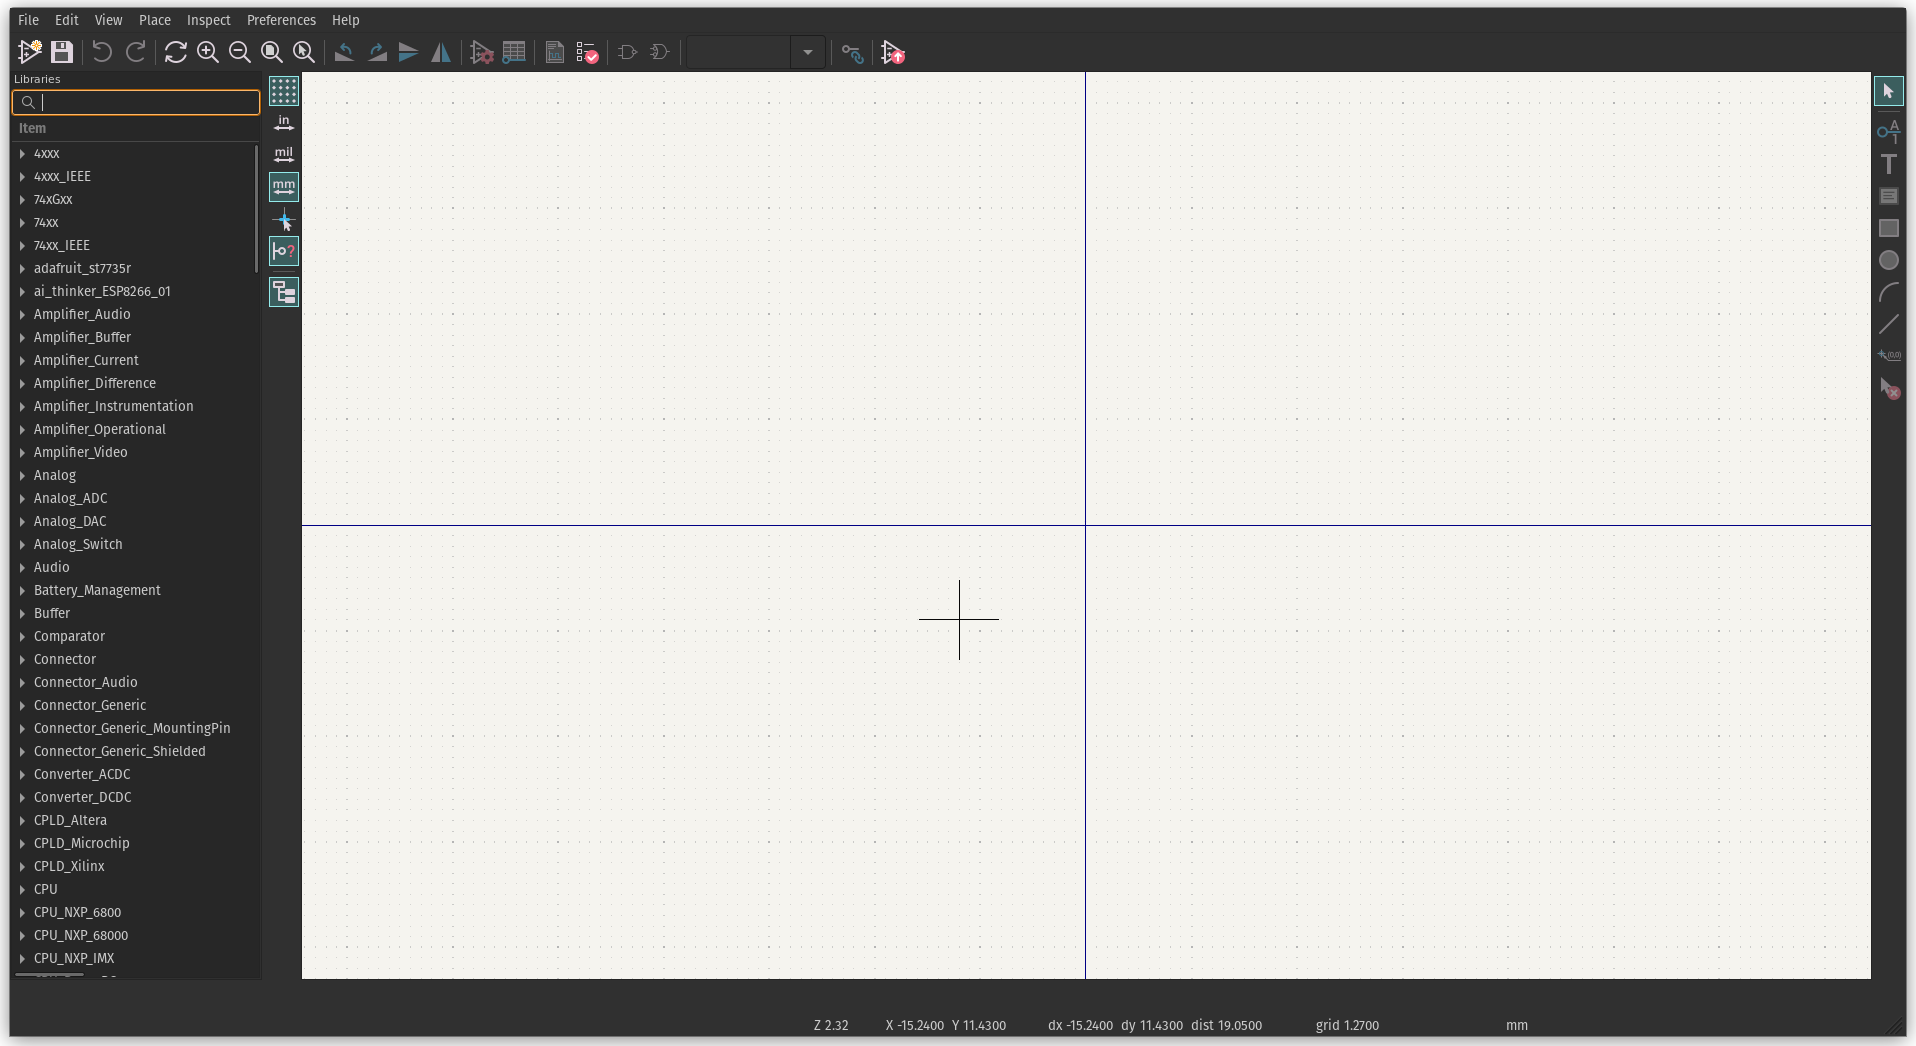 File Edit View Place Inspect Preferences Help
Libraries
Item
4xxx
4xxx_IEEE
74xGxx
74xx
74xx_IEEE
adafruit_st7735r
ai_thinker_ESP8266_01
Amplifier_Audio
Amplifier_Buffer
Amplifier_Current
Amplifier_Difference
Amplifier_Instrumentation
Amplifier_Operational
Amplifier_Video
Analog
Analog_ADC
Analog_DAC
Analog_Switch
Audio
Battery_Management
Buffer
Comparator
Connector
Connector_Audio
Connector_Generic
Connector_Generic_MountingPin
Connector_Generic_Shielded
Converter_ACDC
Converter_DCDC
CPLD_Altera
CPLD_Microchip
CPLD_Xilinx
CPU
CPU_NXP_6800
CPU_NXP_68000
CPU_NXP_IMX
in
mil
mm
A
1
T
(0,0)
Z 2.32 X -15.2400 Y 11.4300 dx -15.2400 dy 11.4300 dist 19.0500 grid 1.2700 mm